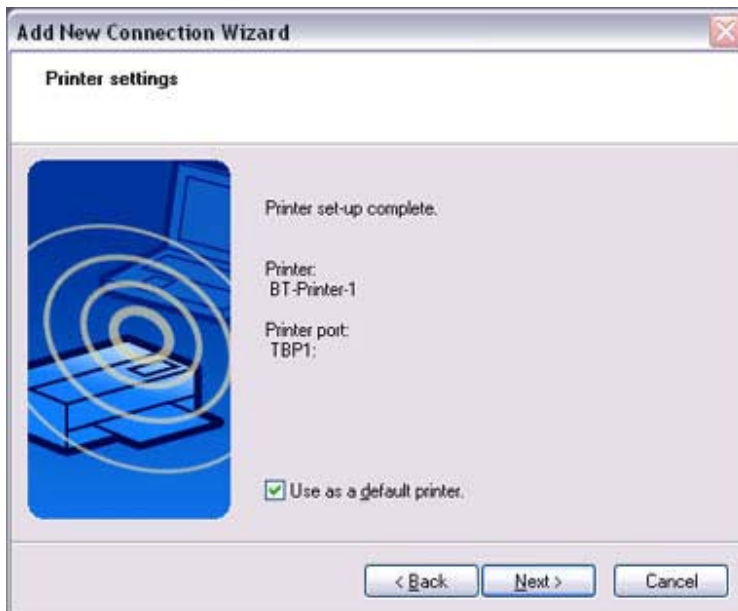 Add New Connection Wizard
Printer settings
Printer set-up complete.
Printer:
BT-Printer-1
Printer port:
TBP1:
Use as a default printer.
< Back
Next >
Cancel